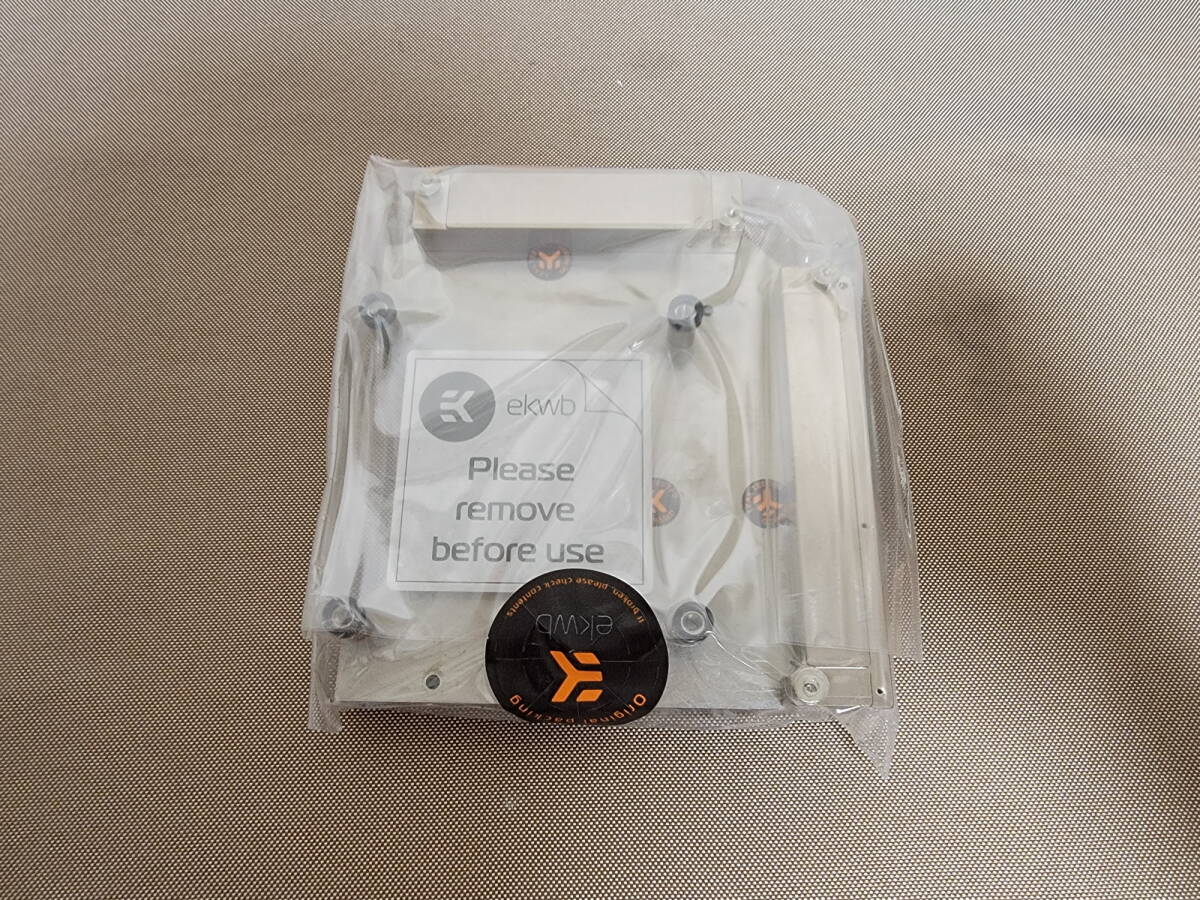 ekwb
Please
remove
before use
If broken, please check contents
ekwb
Original packing